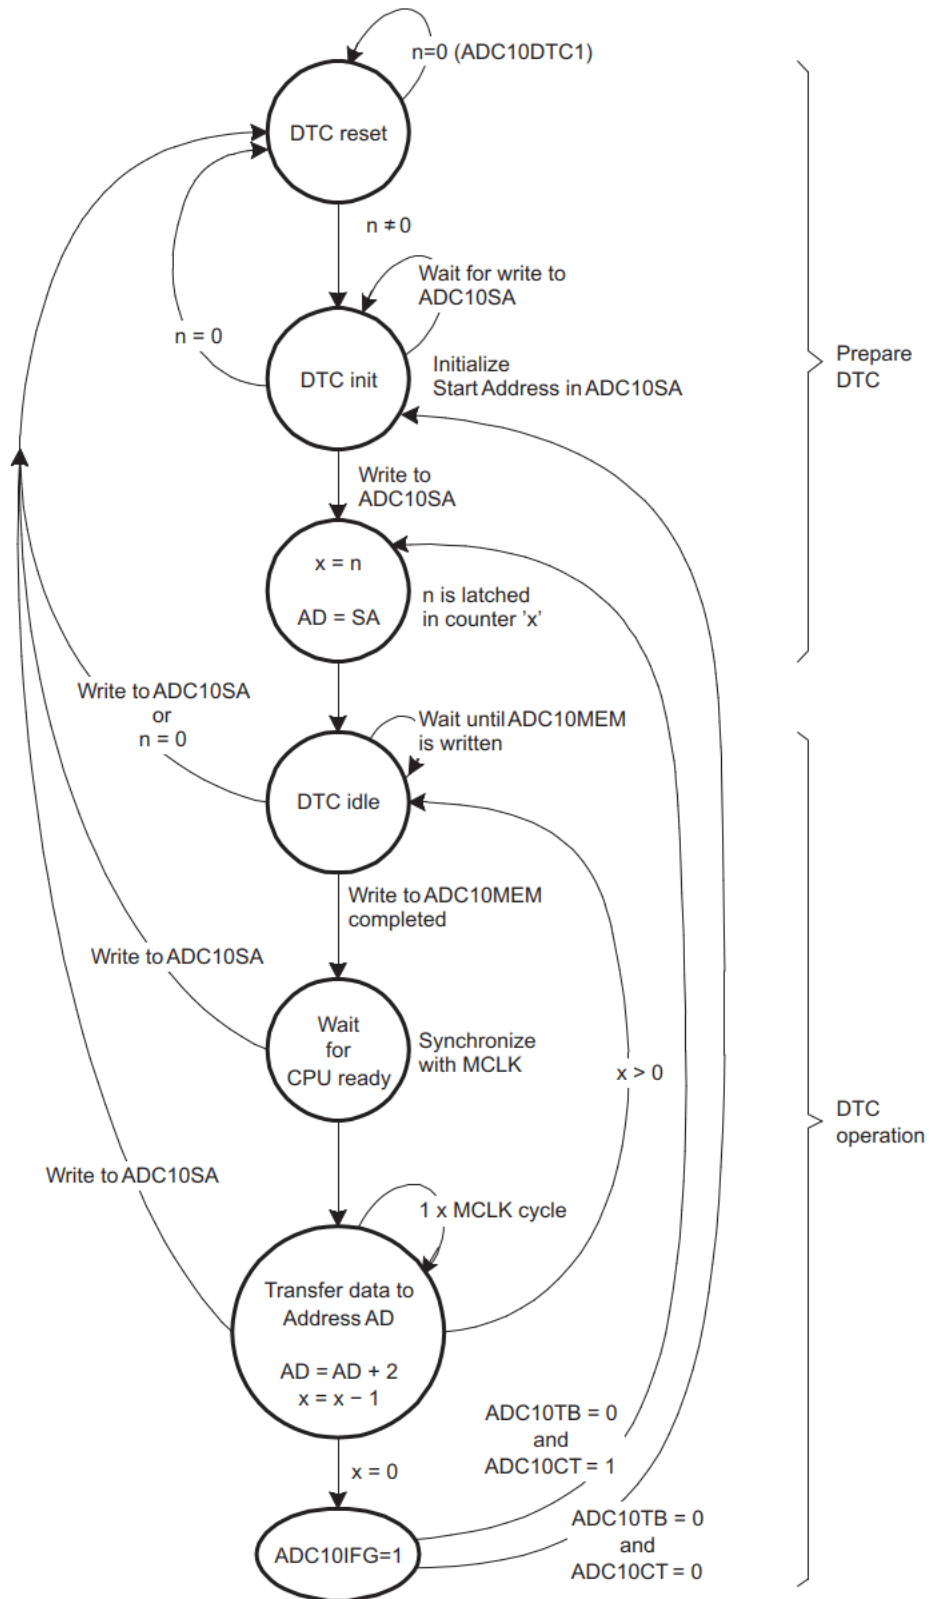 n=0 (ADC10DTC1)
DTC reset
n ≠ 0
Wait for write to
ADC10SA
n = 0
DTC init
Initialize
Start Address in ADC10SA
Prepare
DTC
Write to
ADC10SA
x = n
AD = SA
n is latched
in counter ’x’
Write to ADC10SA
or
n = 0
Wait until ADC10MEM
is written
DTC idle
Write to ADC10MEM
completed
Write to ADC10SA
Wait
for
CPU ready
Synchronize
with MCLK
x > 0
DTC
operation
Write to ADC10SA
1 x MCLK cycle
Transfer data to
Address AD
AD = AD + 2
x = x − 1
x = 0
ADC10TB = 0
and
ADC10CT = 1
ADC10IFG=1
ADC10TB = 0
and
ADC10CT = 0